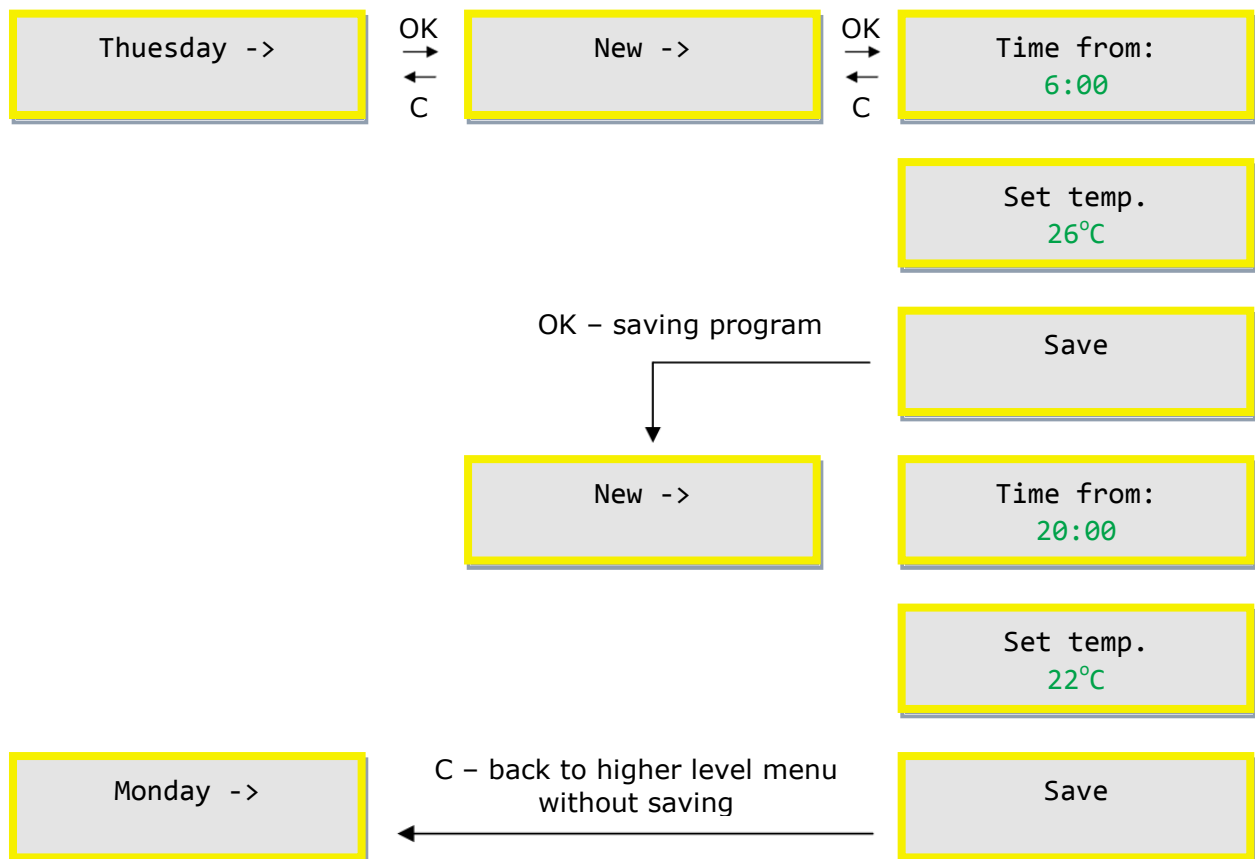 Thuesday ->
OK
C
New ->
OK
C
Time from:
6:00
Set temp.
26°C
OK – saving program
Save
New ->
Time from:
20:00
Set temp.
22°C
Monday ->
C – back to higher level menu
without saving
Save